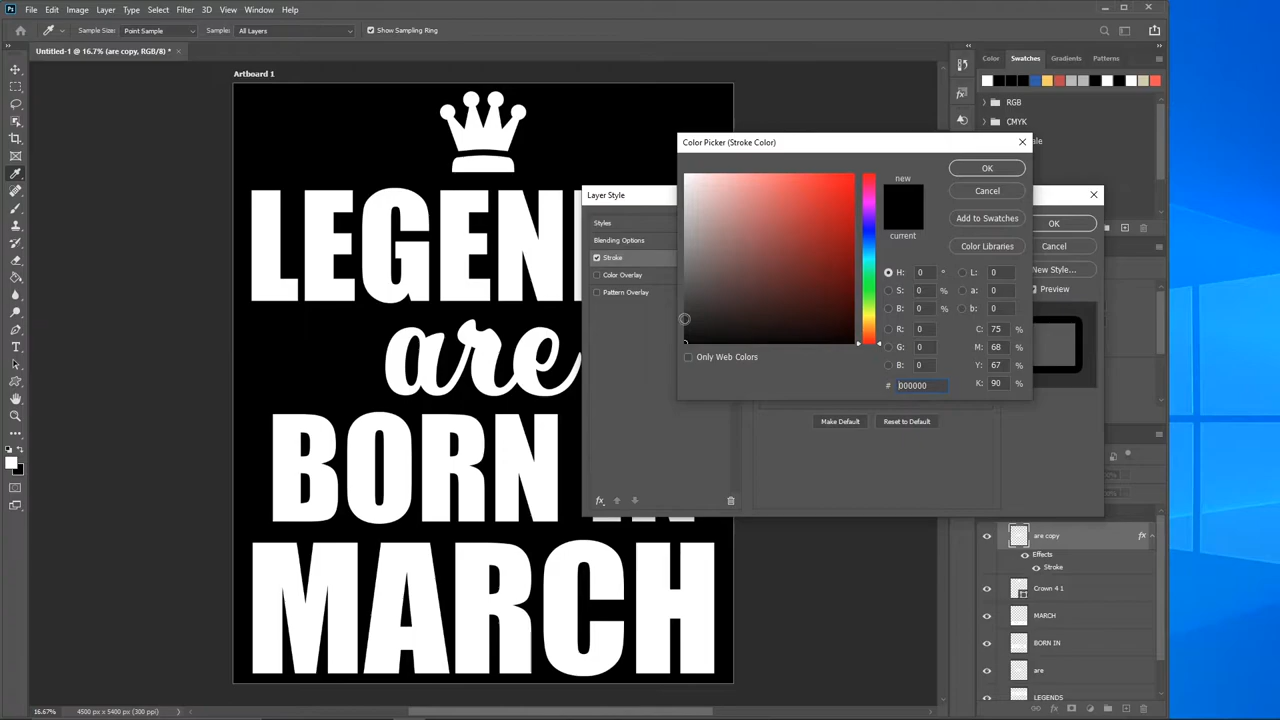 Ps File Edit Image Layer Type Select Filter 3D View Window Help
Sample Size: Point Sample Sample: All Layers Show Sampling Ring
Untitled-1 @ 16.7% (are copy, RGB/8) * ×
Artboard 1
Color Swatches Gradients Patterns
RGB
CMYK
LEGEN
are
BORN IN
MARCH
Layer Style
Styles
Blending Options
Stroke
Color Overlay
Pattern Overlay
fx
Make Default Reset to Default
OK
Cancel
New Style...
Preview
Color Picker (Stroke Color)
new
current
OK
Cancel
Add to Swatches
Color Libraries
H: 0 ° L: 0
S: 0 % a: 0
B: 0 % b: 0
R: 0 C: 75 %
G: 0 M: 68 %
B: 0 Y: 67 %
# 000000 K: 90 %
Only Web Colors
are copy fx
Effects
Stroke
Crown 4 1
MARCH
BORN IN
are
LEGENDS
16.67% 4500 px x 5400 px (300 ppi)